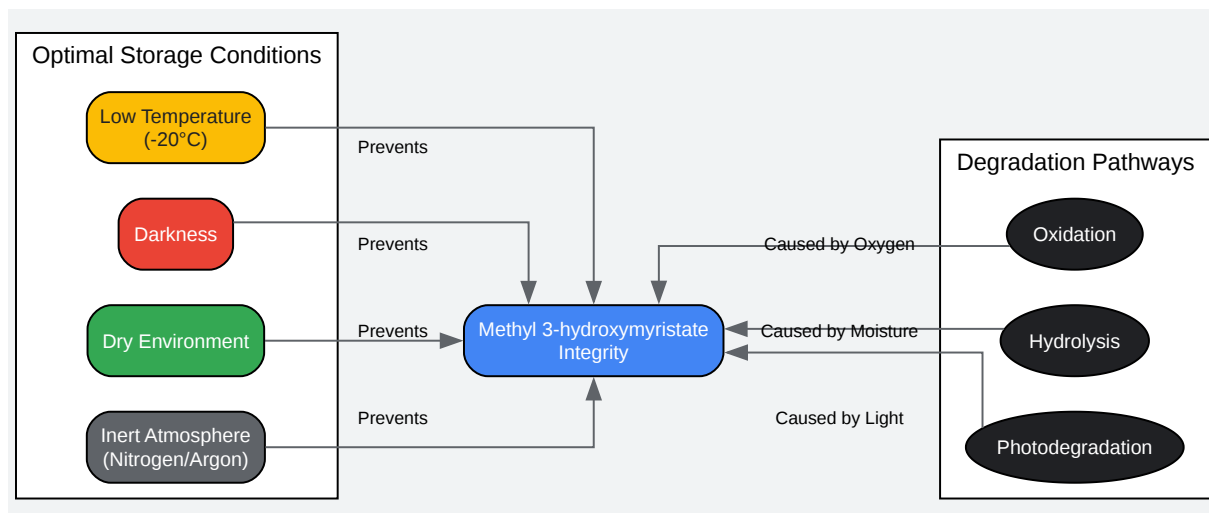 Optimal Storage Conditions
Low Temperature
(-20°C)
Prevents
Darkness
Prevents
Dry Environment
Prevents
Inert Atmosphere
(Nitrogen/Argon)
Prevents
Methyl 3-hydroxymyristate
Integrity
Degradation Pathways
Caused by Oxygen
Oxidation
Caused by Moisture
Hydrolysis
Caused by Light
Photodegradation